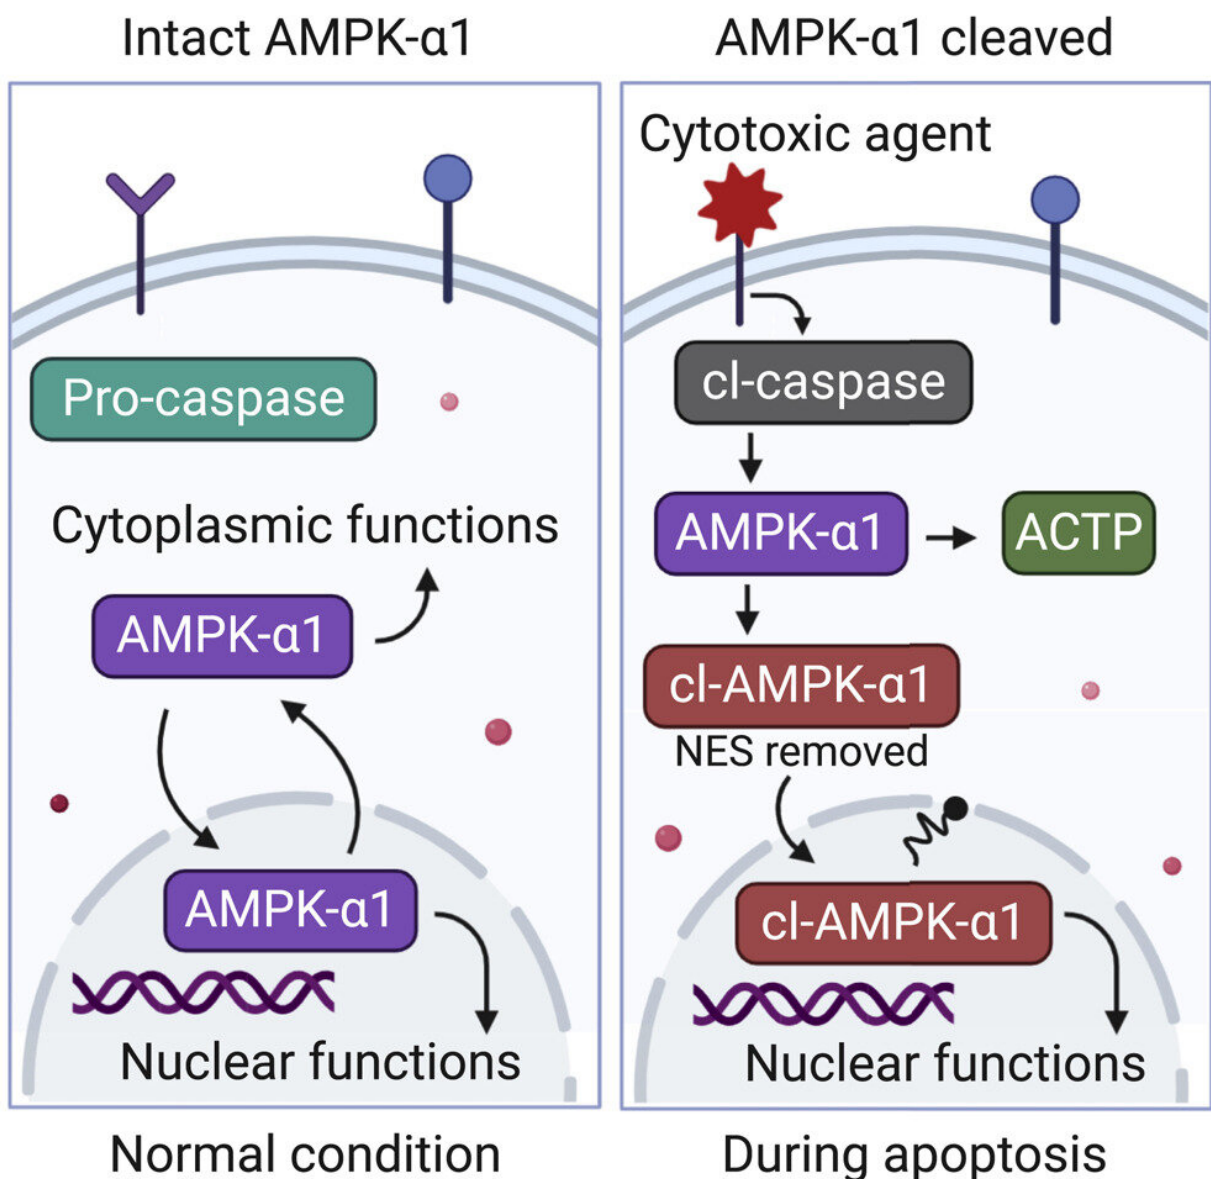 Intact AMPK-α1
Pro-caspase
Cytoplasmic functions
AMPK-α1
AMPK-α1
Nuclear functions
Normal condition
AMPK-α1 cleaved
Cytotoxic agent
cl-caspase
AMPK-α1
ACTP
cl-AMPK-α1
NES removed
cl-AMPK-α1
Nuclear functions
During apoptosis